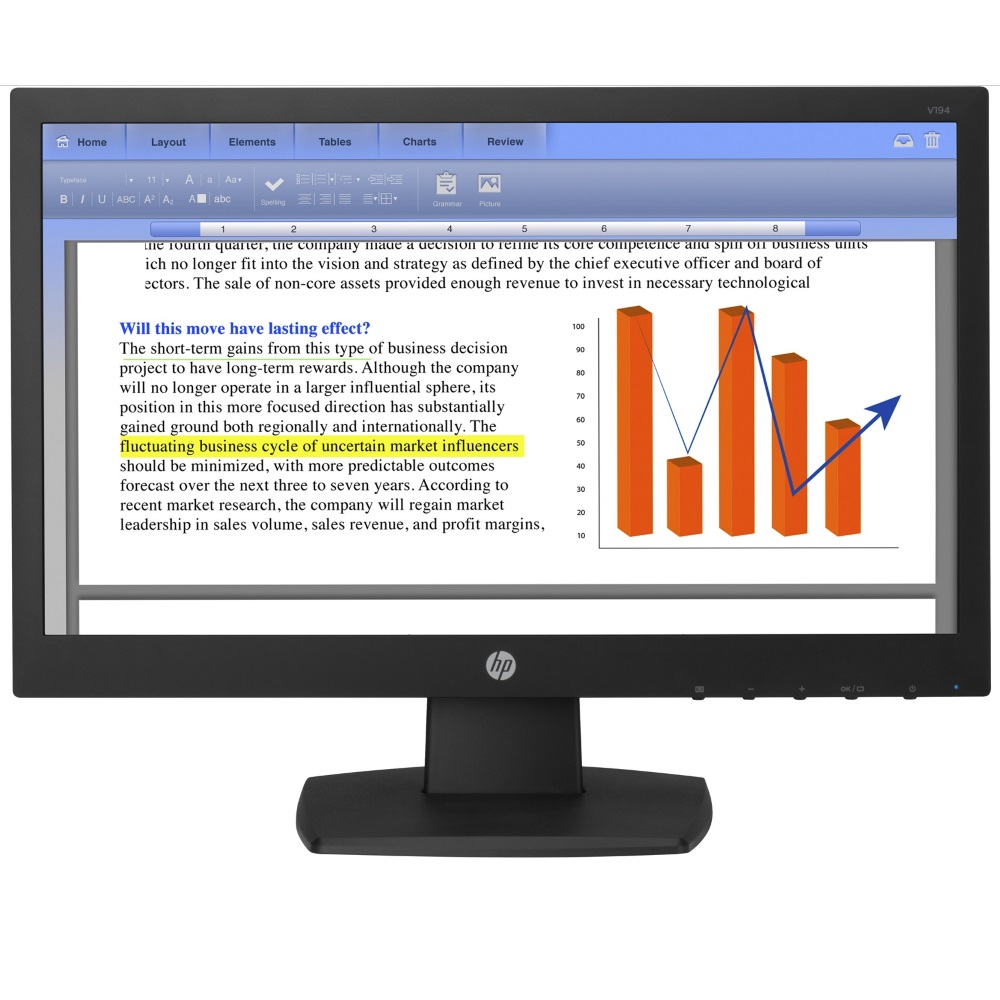 V194
Home Layout Elements Tables Charts Review
Typeface 11 A a Aa
B I U ABC A² A₂ A abc Spelling Grammar Picture
1 2 3 4 5 6 7 8
the fourth quarter, the company made a decision to refine its core competence and spin off business units
ich no longer fit into the vision and strategy as defined by the chief executive officer and board of
ectors. The sale of non-core assets provided enough revenue to invest in necessary technological
Will this move have lasting effect?
The short-term gains from this type of business decision
project to have long-term rewards. Although the company
will no longer operate in a larger influential sphere, its
position in this more focused direction has substantially
gained ground both regionally and internationally. The
fluctuating business cycle of uncertain market influencers
should be minimized, with more predictable outcomes
forecast over the next three to seven years. According to
recent market research, the company will regain market
leadership in sales volume, sales revenue, and profit margins,
100
90
80
70
60
50
40
30
20
10
hp
OK /